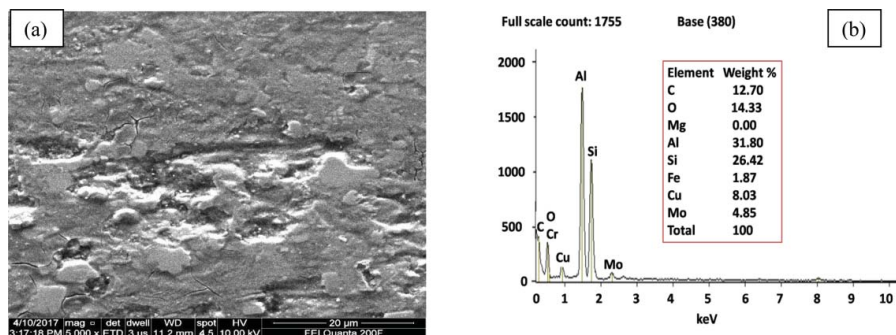 (a)
4/10/2017 mag det dwell WD spot HV 20 μm
3:17:18 PM 5 000 x ETD 3 μs 11.2 mm 4.5 10.00 kV FEI Quanta 200F
Full scale count: 1755 Base (380) (b)
2000
1500
1000
500
0
Al
Si
C
O
Cr
Cu
Mo
Element Weight %
C 12.70
O 14.33
Mg 0.00
Al 31.80
Si 26.42
Fe 1.87
Cu 8.03
Mo 4.85
Total 100
0 1 2 3 4 5 6 7 8 9 10
keV